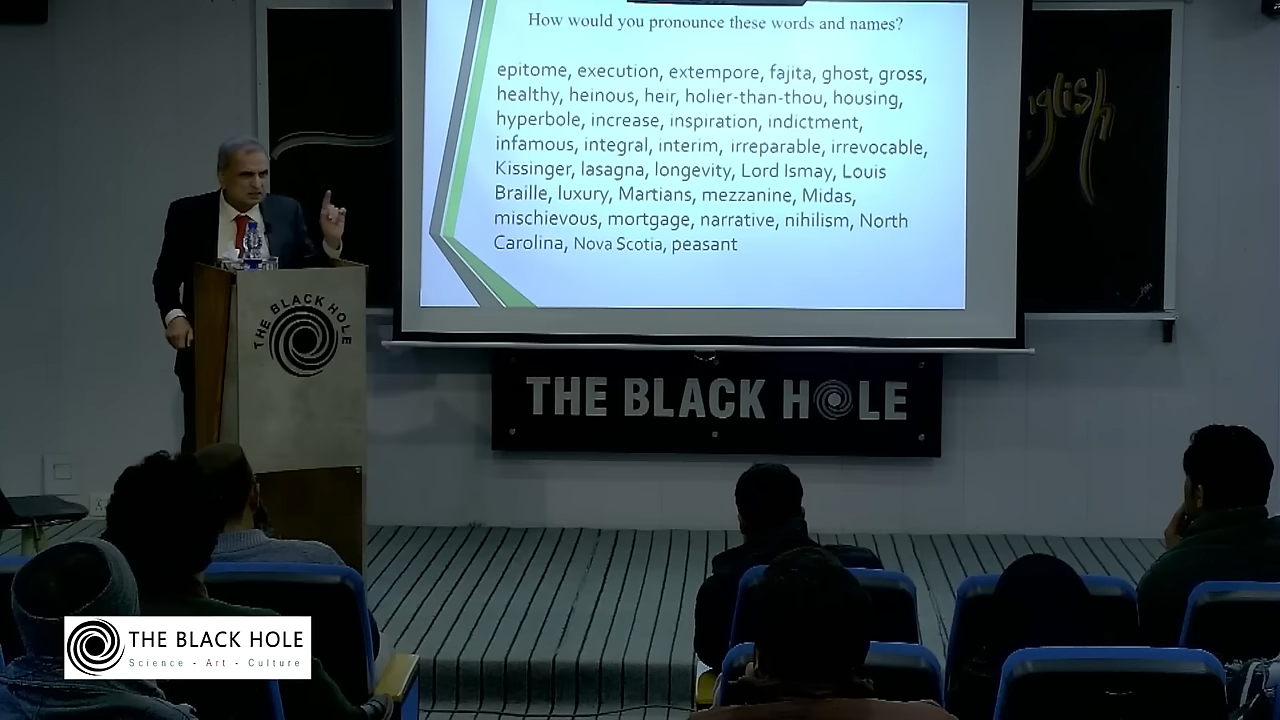 How would you pronounce these words and names?
epitome, execution, extempore, fajita, ghost, gross,
healthy, heinous, heir, holier-than-thou, housing,
hyperbole, increase, inspiration, indictment,
infamous, integral, interim, irreparable, irrevocable,
Kissinger, lasagna, longevity, Lord Ismay, Louis
Braille, luxury, Martians, mezzanine, Midas,
mischievous, mortgage, narrative, nihilism, North
Carolina, Nova Scotia, peasant
glish
THE BLACK HOLE
THE BLACK HOLE
THE BLACK HOLE
Science - Art - Culture